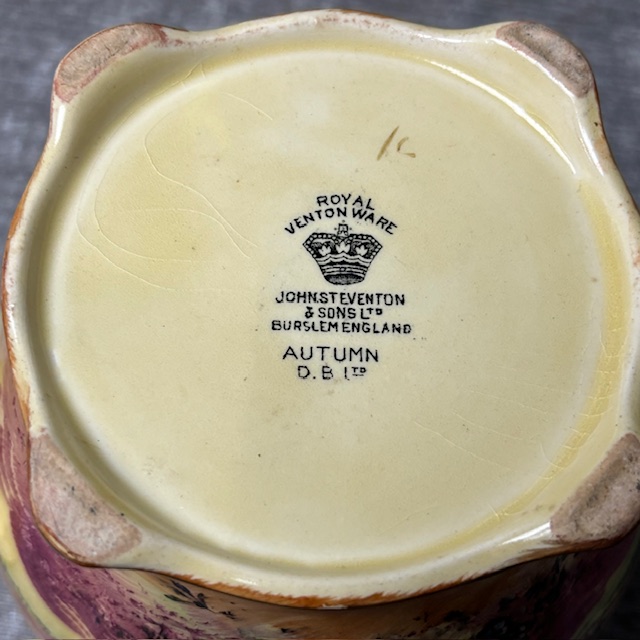 ROYAL
VENTON WARE
JOHN STEVENTON
& SONS LTD
BURSLEM ENGLAND
AUTUMN
D.B LTD